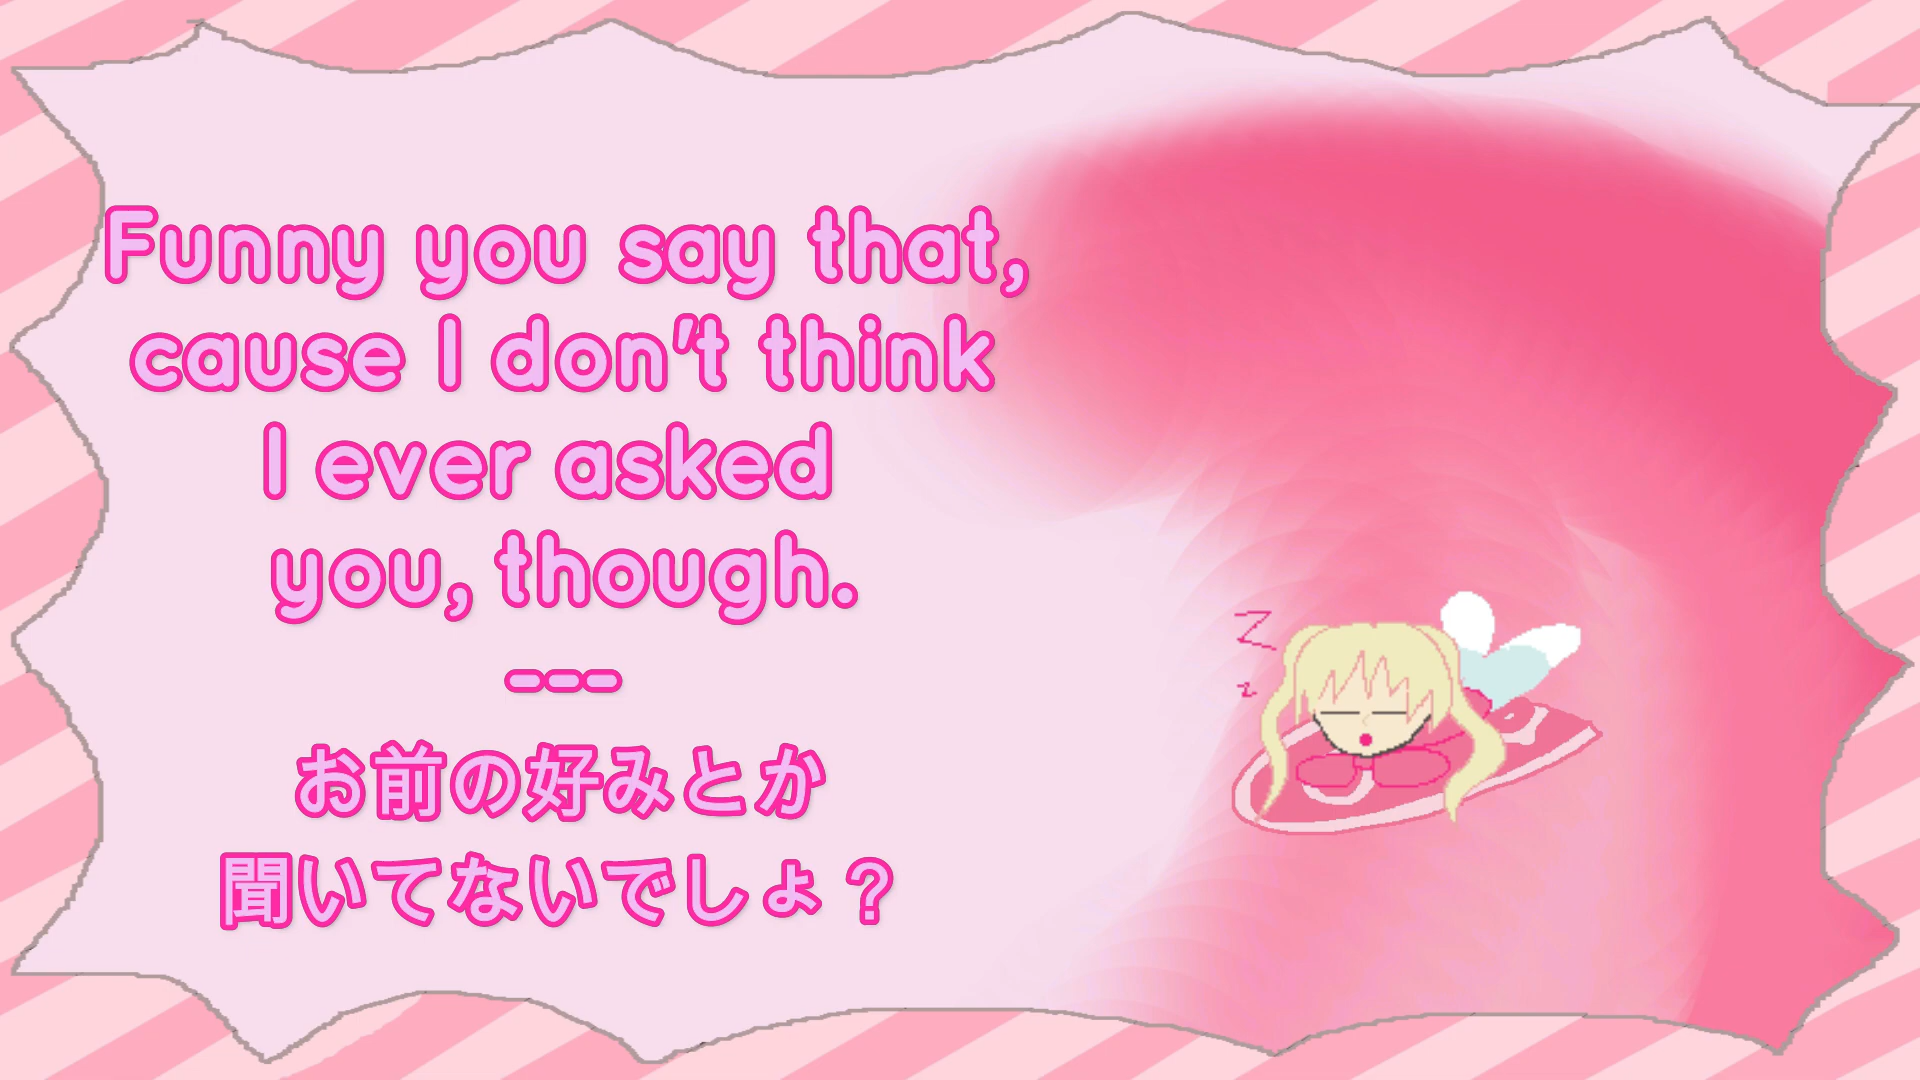 Funny you say that,
cause I don't think
I ever asked
you, though.
---
お前の好みとか
聞いてないでしょ？
Z
z